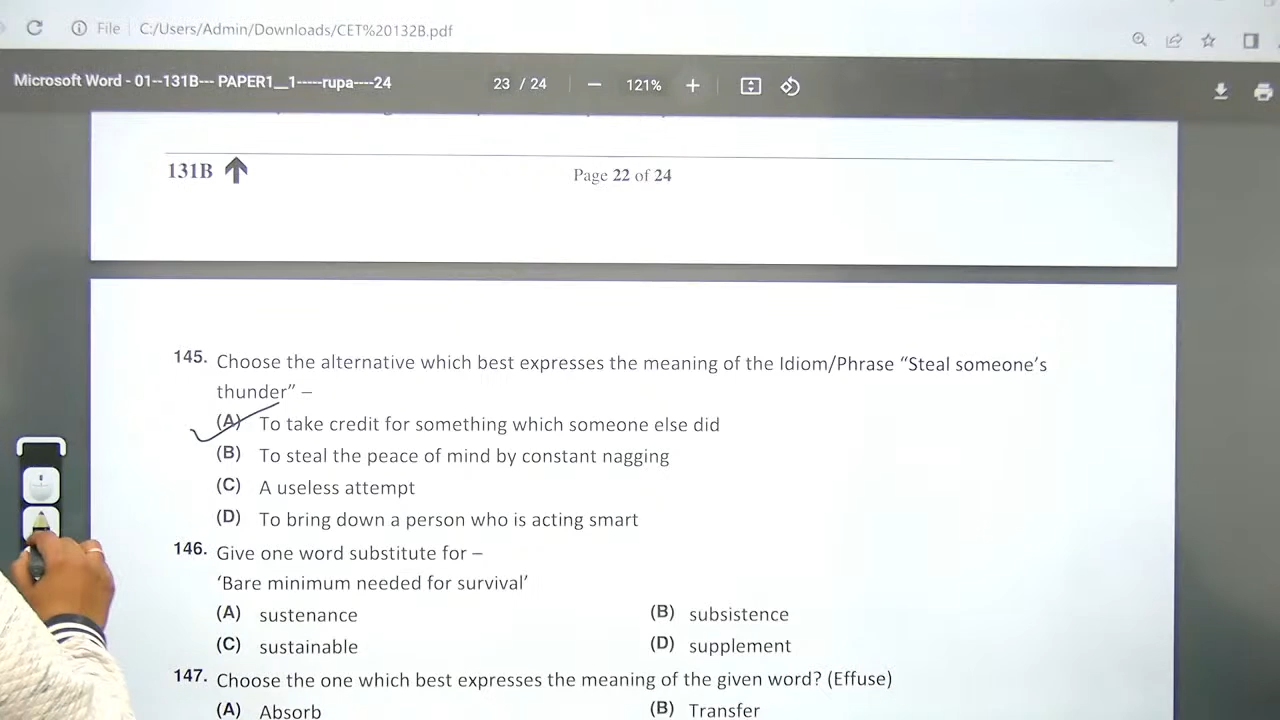 File C:/Users/Admin/Downloads/CET%20132B.pdf
Microsoft Word - 01--131B--- PAPER1__1-----rupa----24 23 / 24 121%
131B Page 22 of 24
145. Choose the alternative which best expresses the meaning of the Idiom/Phrase “Steal someone’s
thunder” –
(A) To take credit for something which someone else did
(B) To steal the peace of mind by constant nagging
(C) A useless attempt
(D) To bring down a person who is acting smart
146. Give one word substitute for –
‘Bare minimum needed for survival’
(A) sustenance (B) subsistence
(C) sustainable (D) supplement
147. Choose the one which best expresses the meaning of the given word? (Effuse)
(A) Absorb (B) Transfer